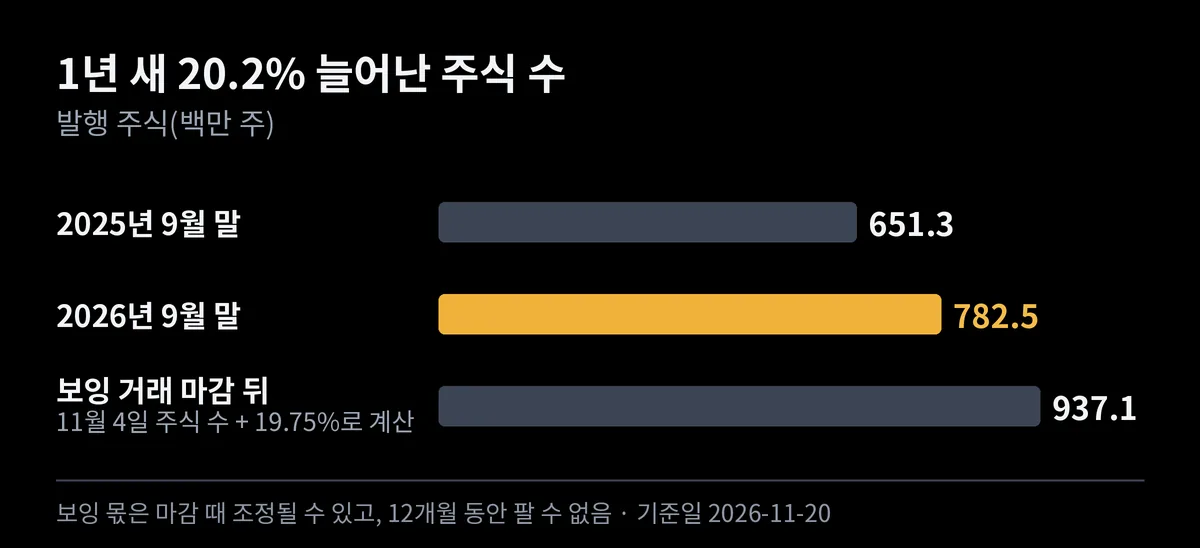 1년 새 20.2% 늘어난 주식 수
발행 주식(백만 주)
2025년 9월 말 651.3
2026년 9월 말 782.5
보잉 거래 마감 뒤 937.1
11월 4일 주식 수 + 19.75%로 계산
보잉 몫은 마감 때 조정될 수 있고, 12개월 동안 팔 수 없음 · 기준일 2026-11-20